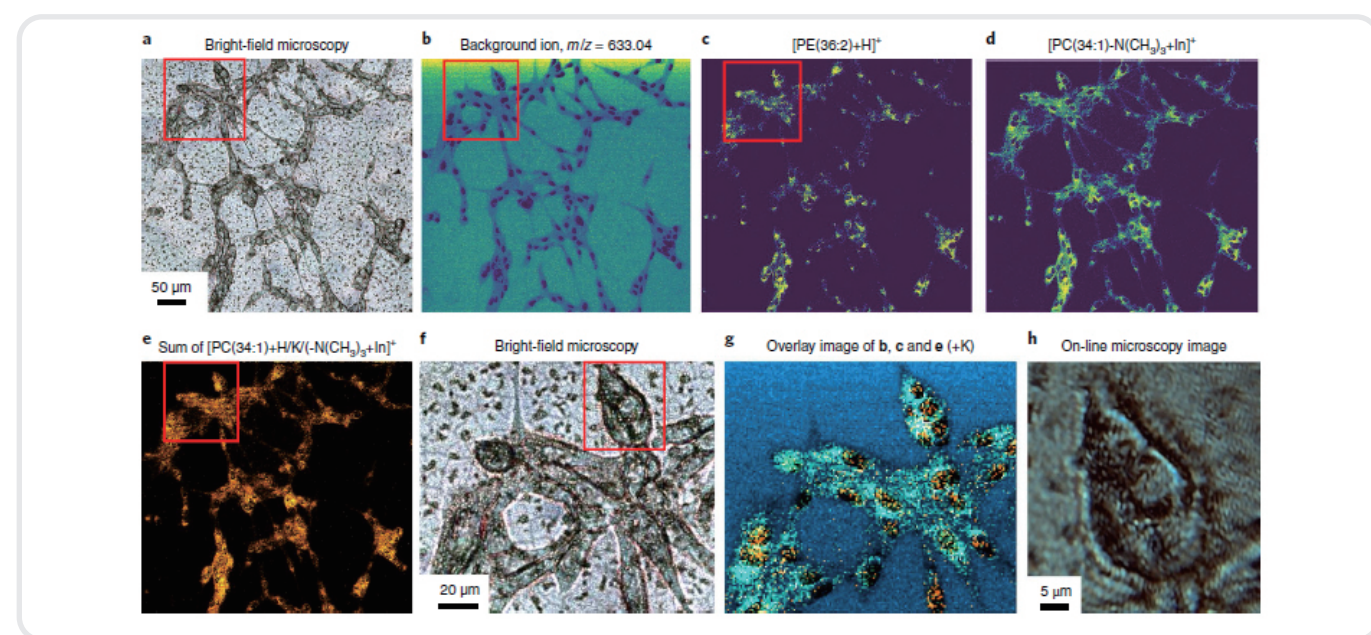 a Bright-field microscopy
b Background ion, m/z = 633.04
c [PE(36:2)+H]⁺
d [PC(34:1)-N(CH₃)₃+In]⁺
50 µm
e Sum of [PC(34:1)+H/K/(-N(CH₃)₃+In]⁺
f Bright-field microscopy
g Overlay image of b, c and e (+K)
h On-line microscopy image
20 µm
5 µm